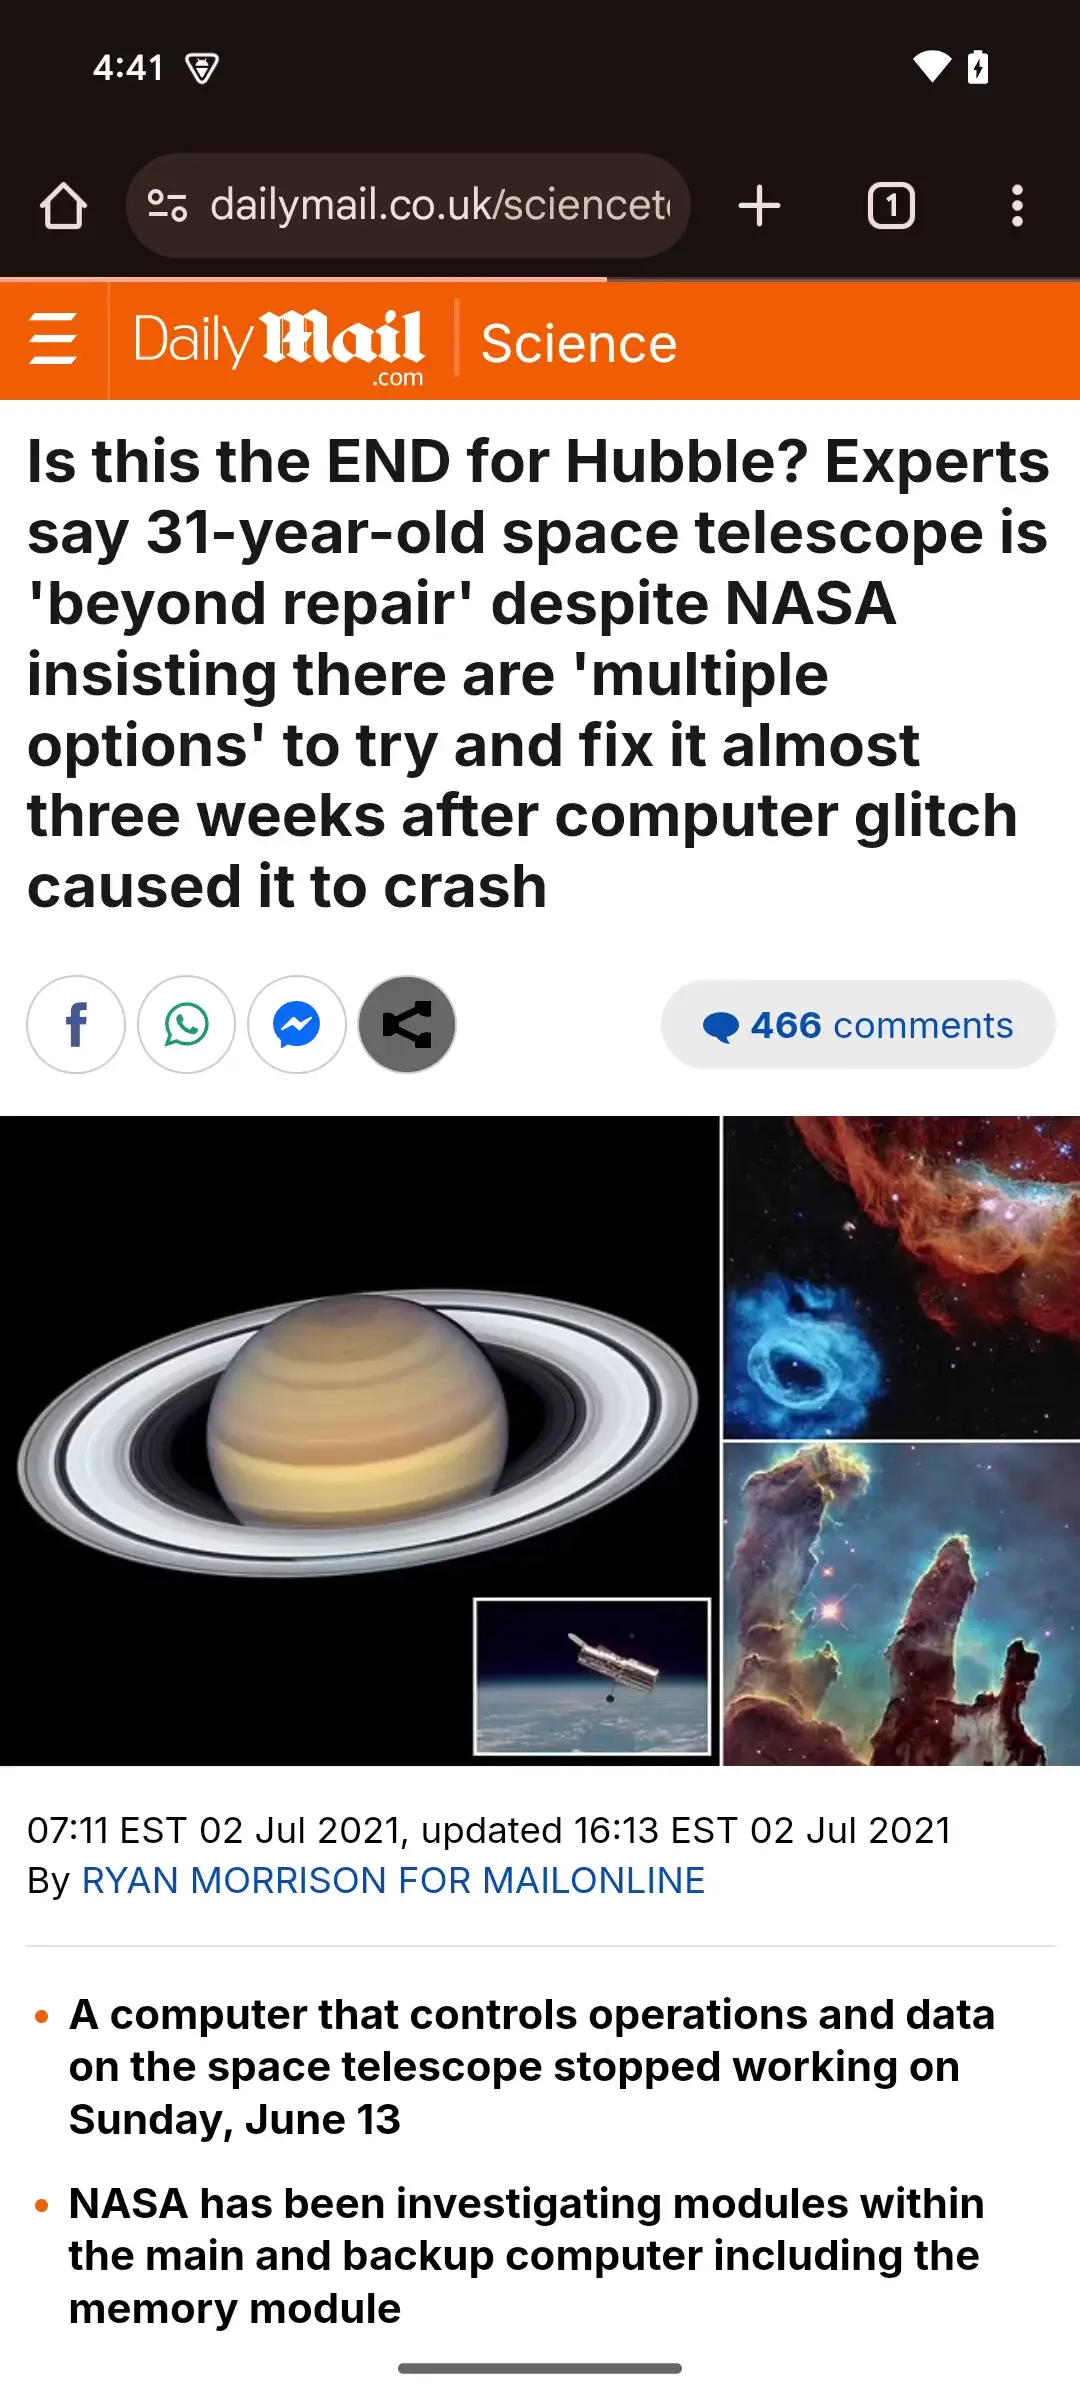 4:41
dailymail.co.uk/sciencet
1
Daily Mail
.com
Science
Is this the END for Hubble? Experts
say 31-year-old space telescope is
'beyond repair' despite NASA
insisting there are 'multiple
options' to try and fix it almost
three weeks after computer glitch
caused it to crash
466 comments
07:11 EST 02 Jul 2021, updated 16:13 EST 02 Jul 2021
By RYAN MORRISON FOR MAILONLINE
• A computer that controls operations and data
on the space telescope stopped working on
Sunday, June 13
• NASA has been investigating modules within
the main and backup computer including the
memory module